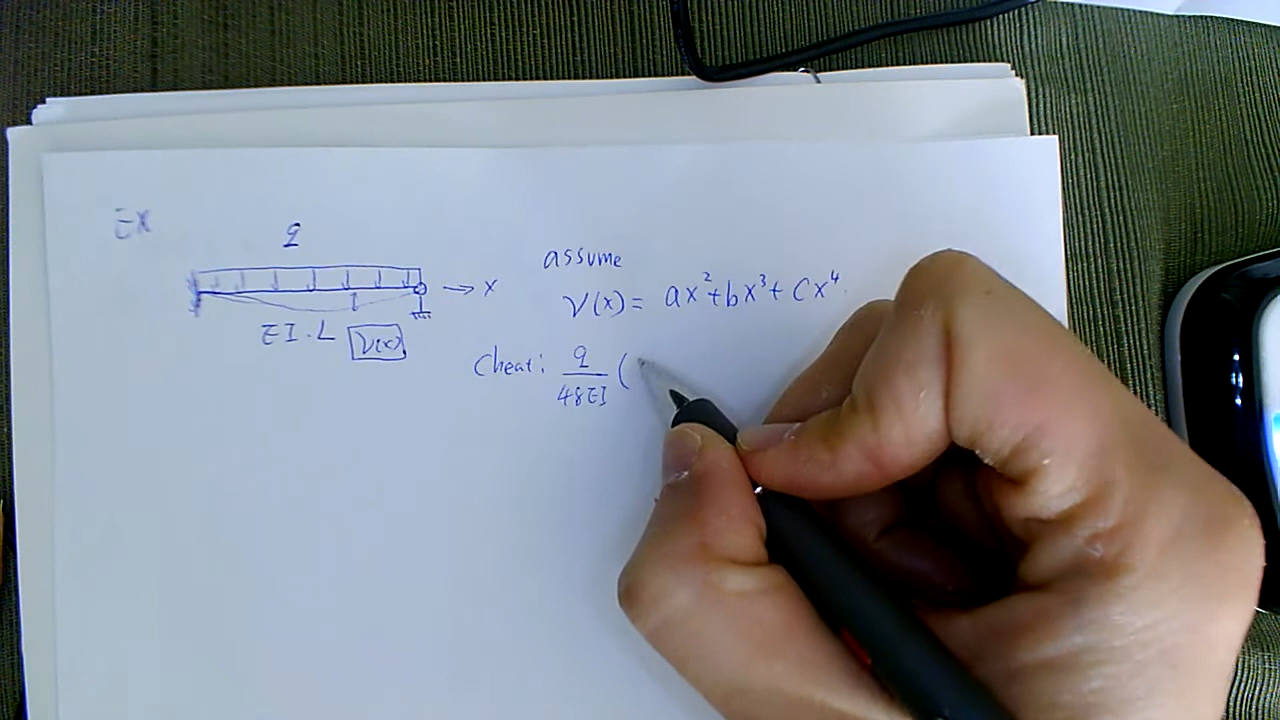 EX
q
→ x
EI. L
V(x)
assume
V(x) = ax²+bx³+cx⁴
Cheat: q/48EI (